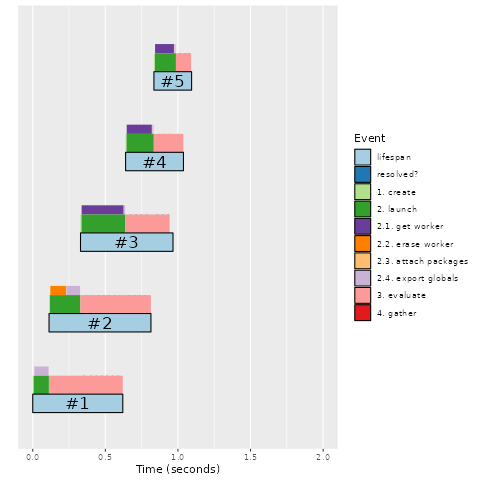 #5
#4
#3
#2
#1
0.0 0.5 1.0 1.5 2.0
Time (seconds)
Event
lifespan
resolved?
1. create
2. launch
2.1. get worker
2.2. erase worker
2.3. attach packages
2.4. export globals
3. evaluate
4. gather